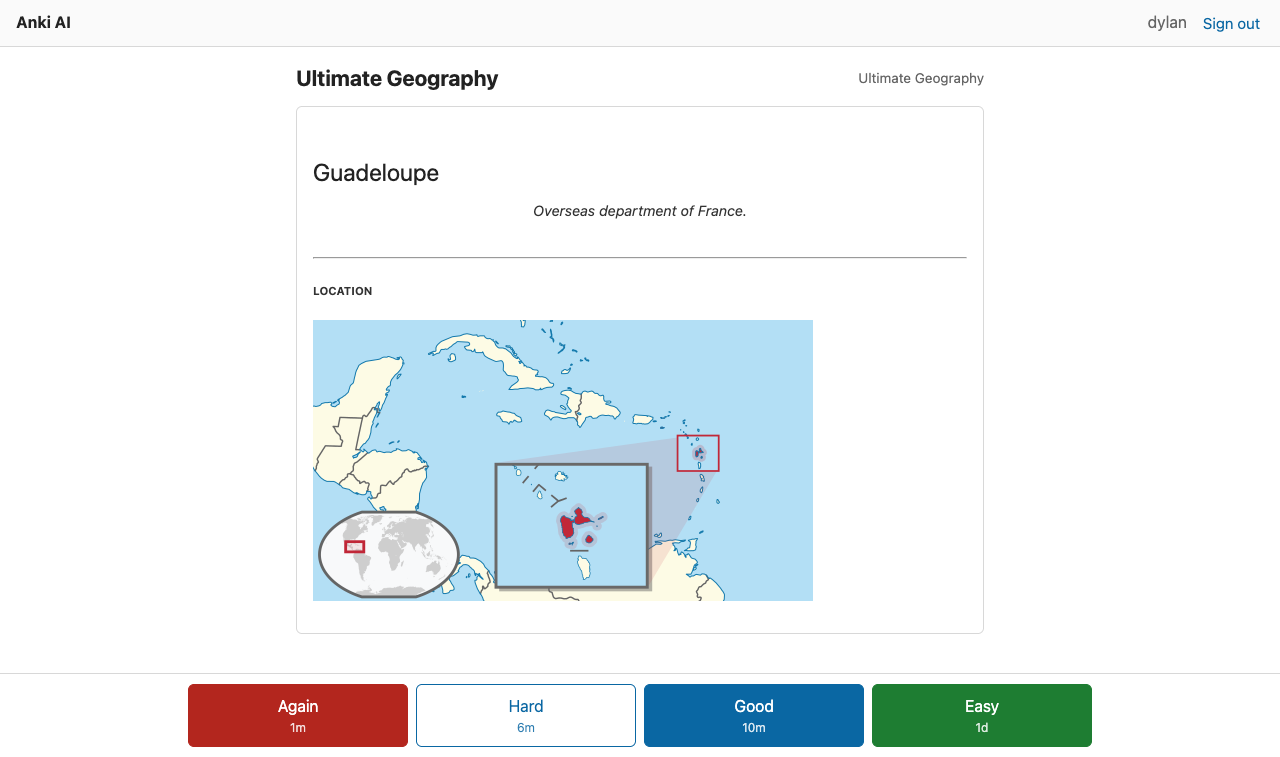 Anki AI
dylan
Sign out
Ultimate Geography
Ultimate Geography
Guadeloupe
Overseas department of France.
LOCATION
Again
1m
Hard
6m
Good
10m
Easy
1d